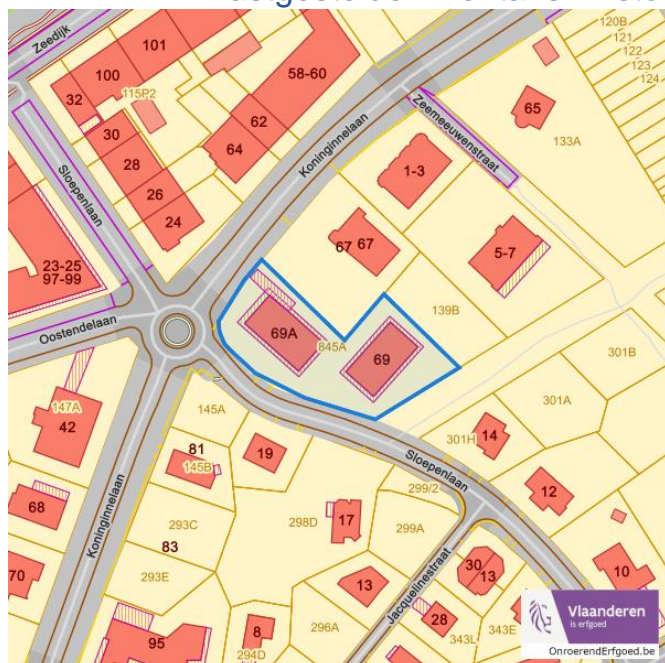 Zeedijk
101
100
32
115P2
58-60
120B
121
122
123
124
65
133A
62
64
30
28
26
24
Koninginnelaan
Zeemeeuwenstraat
1-3
Sloepenlaan
67 67
5-7
23-25
97-99
Oostendelaan
139B
69A
845A
69
301B
301A
147A
42
145A
81
145B
19
301H
14
Sloepenlaan
12
299/2
68
293C
298D
17
299A
Koninginnelaan
83
293E
70
13
30
13
10
Jacquelinestraat
296A
28
95
8
294D
343L
343E
Vlaanderen
is erfgoed
OnroerendErfgoed.be